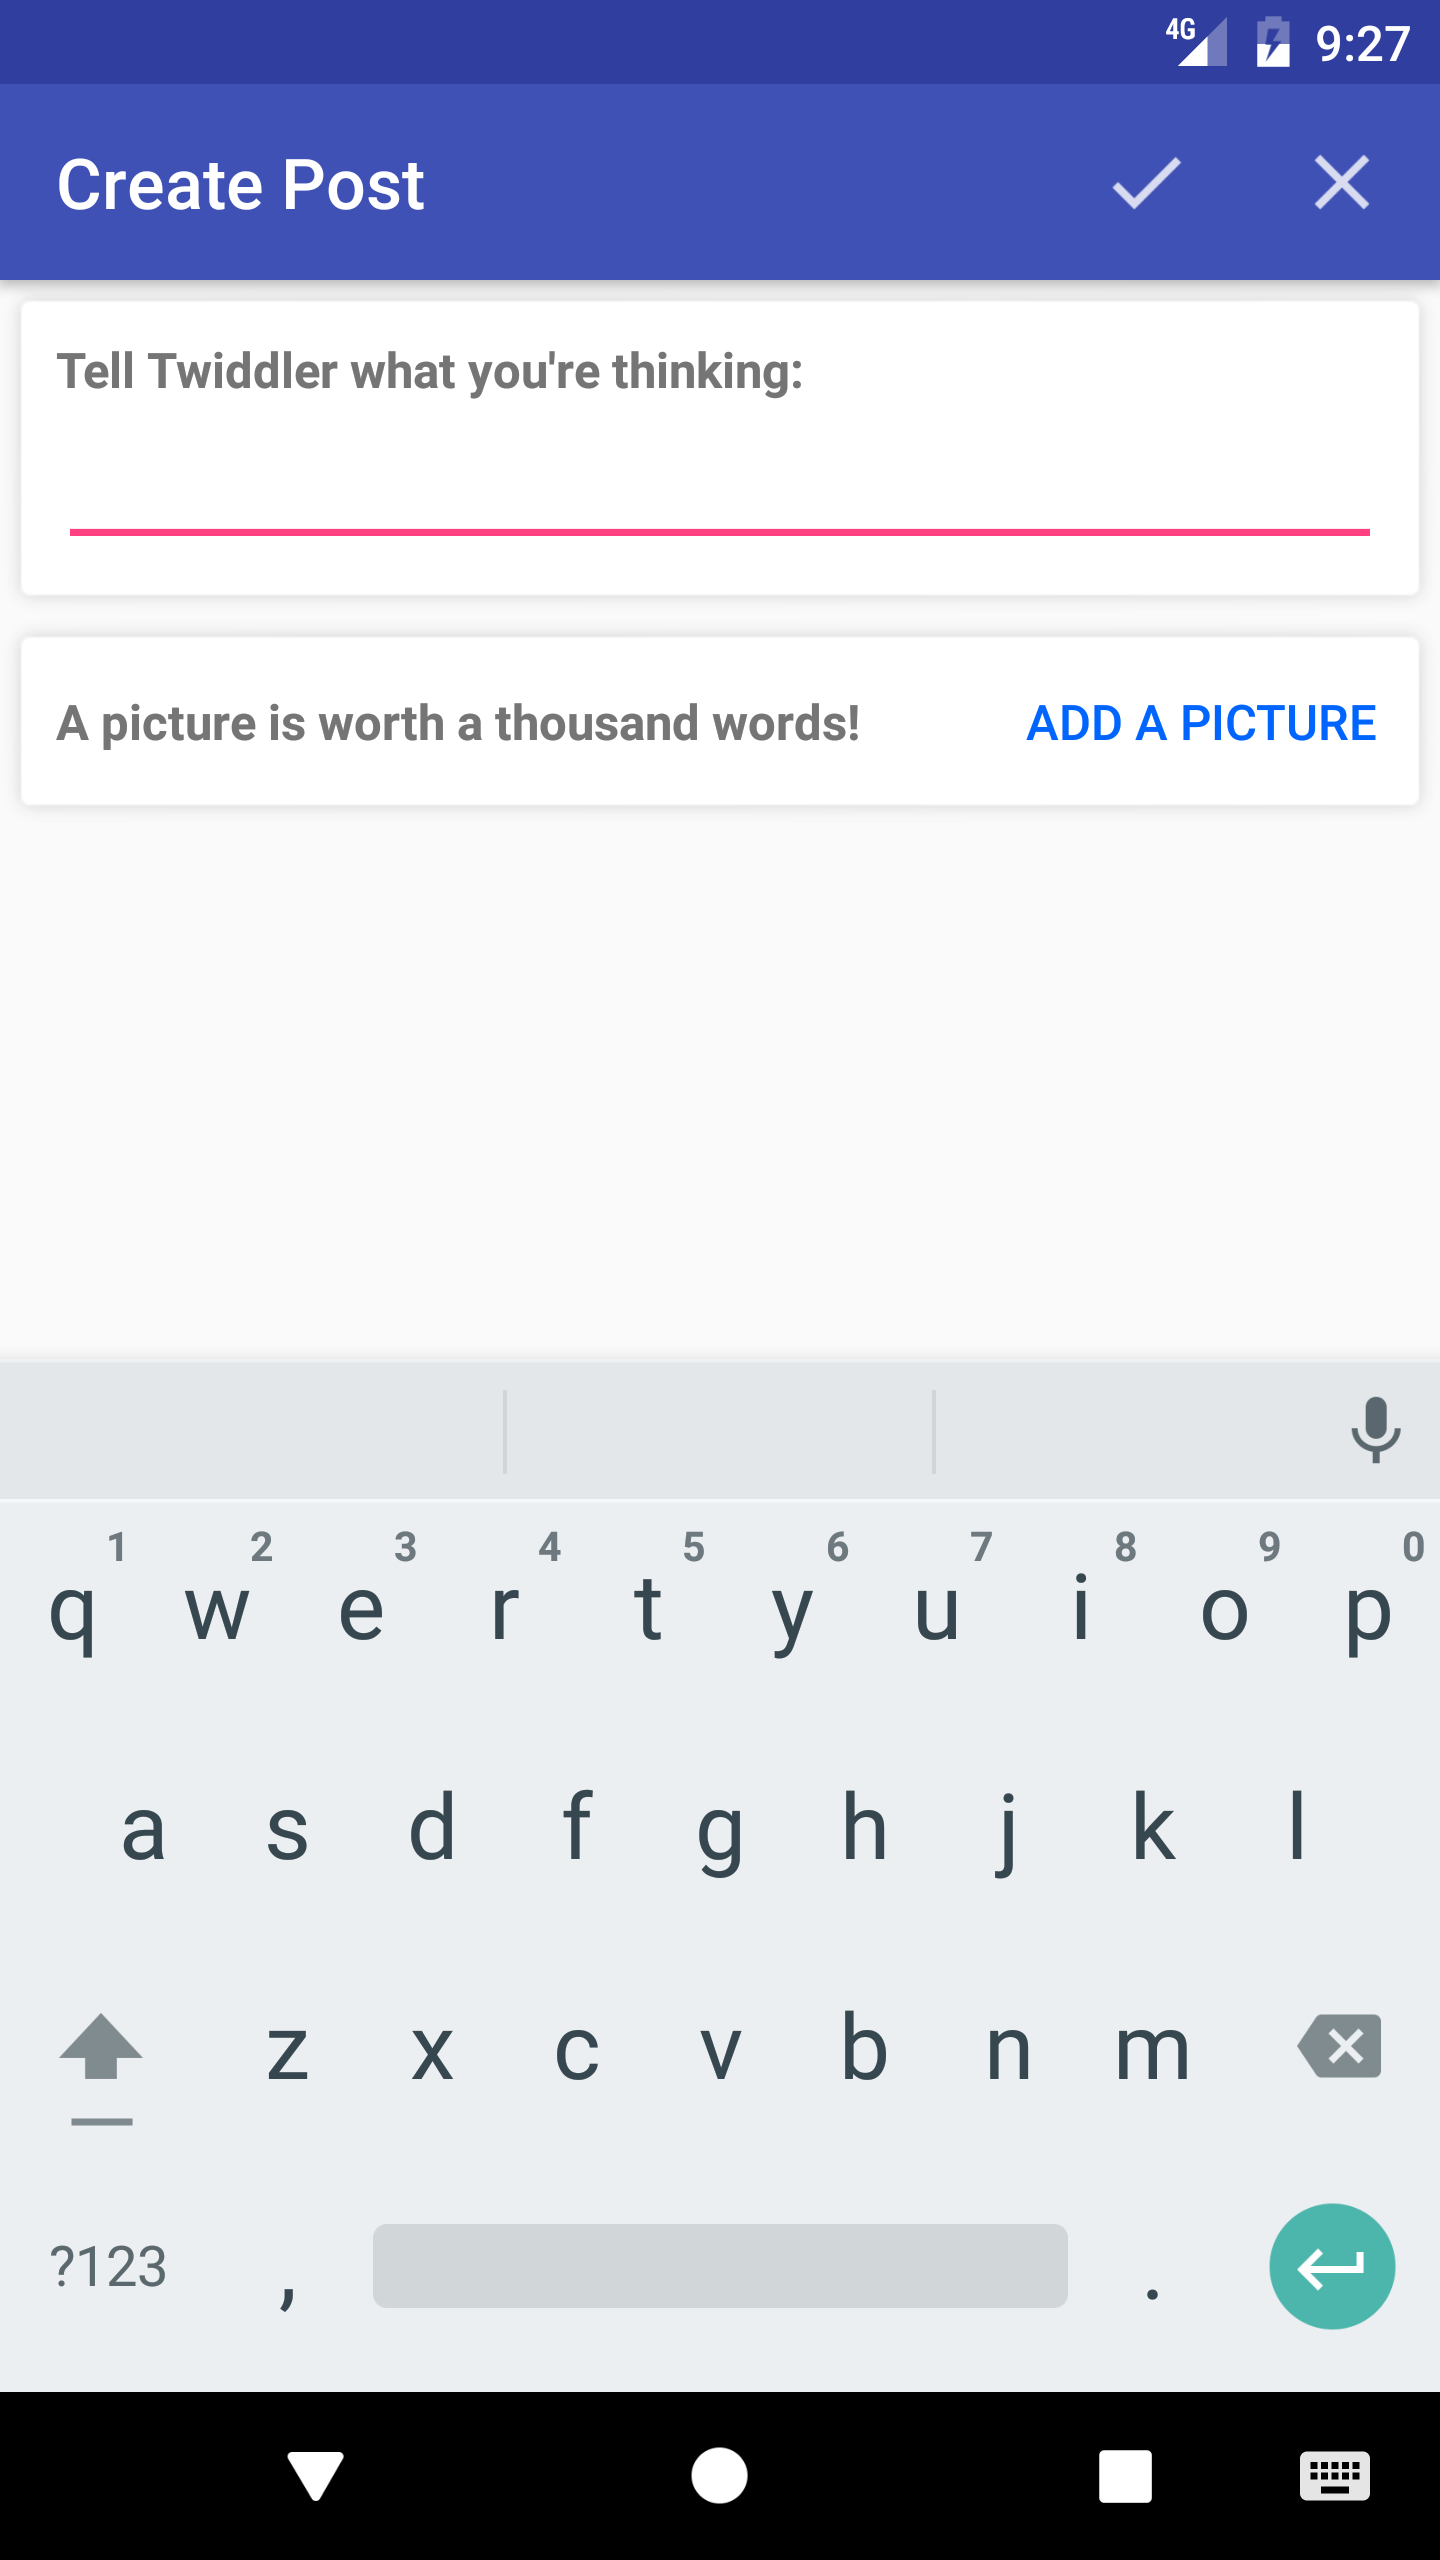 4G 9:27
Create Post
Tell Twiddler what you're thinking:
A picture is worth a thousand words! ADD A PICTURE
1 2 3 4 5 6 7 8 9 0
q w e r t y u i o p
a s d f g h j k l
z x c v b n m
?123 , .